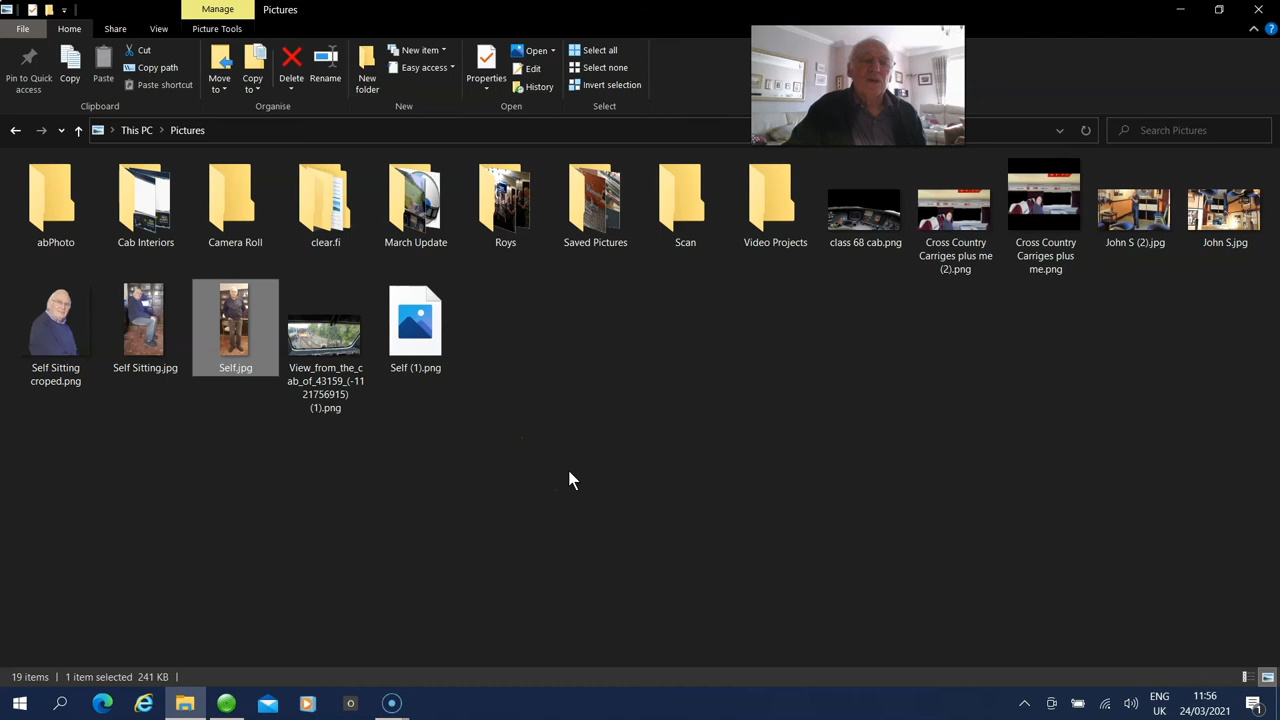 Manage
Pictures
File
Home
Share
View
Picture Tools
Pin to Quick
access
Copy
Paste
Cut
Copy path
Paste shortcut
Clipboard
Move
to
Copy
to
Delete
Rename
Organise
New
folder
New item
Easy access
New
Properties
Open
Edit
History
Open
Select all
Select none
Invert selection
Select
This PC
Pictures
Search Pictures
abPhoto
Cab Interiors
Camera Roll
clear.fi
March Update
Roys
Saved Pictures
Scan
Video Projects
class 68 cab.png
Cross Country
Carriges plus me
(2).png
Cross Country
Carriges plus
me.png
John S (2).jpg
John S.jpg
Self Sitting
croped.png
Self Sitting.jpg
Self.jpg
View_from_the_c
ab_of_43159_(-11
21756915)
(1).png
Self (1).png
19 items
1 item selected 241 KB
ENG
UK
11:56
24/03/2021